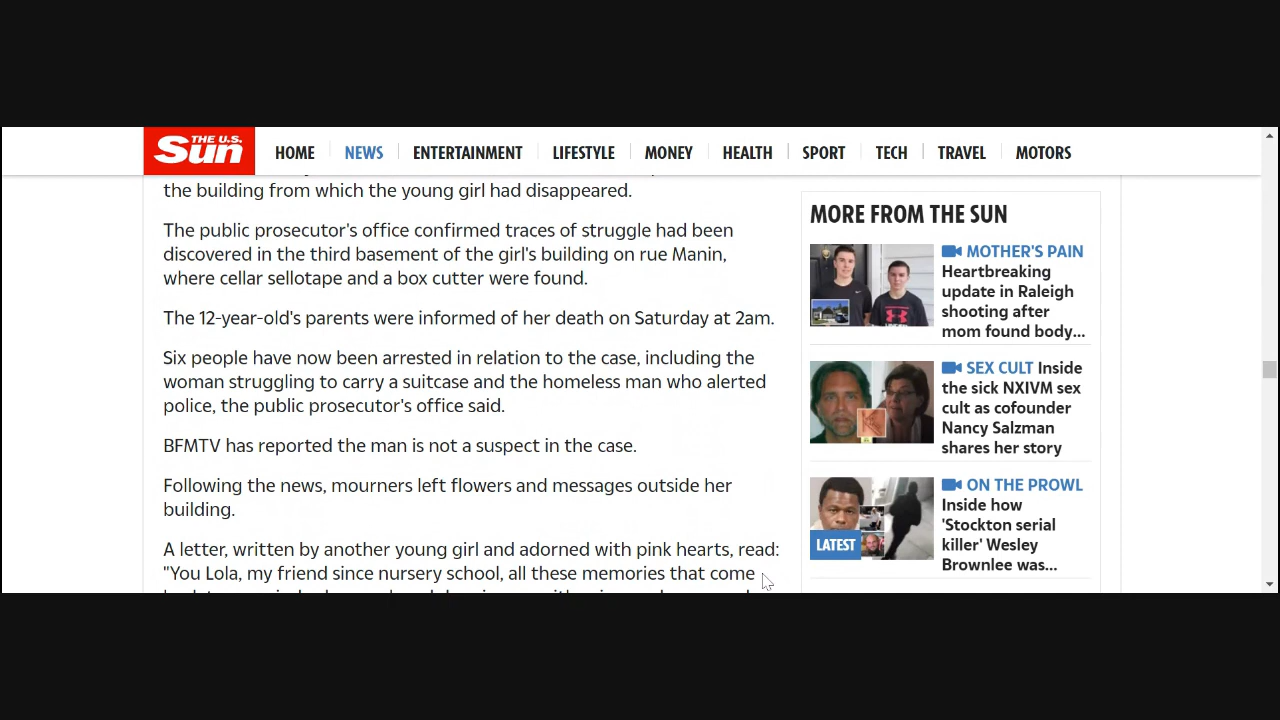 THE U.S.
Sun
HOME
NEWS
ENTERTAINMENT
LIFESTYLE
MONEY
HEALTH
SPORT
TECH
TRAVEL
MOTORS
the building from which the young girl had disappeared.
The public prosecutor's office confirmed traces of struggle had been
discovered in the third basement of the girl's building on rue Manin,
where cellar sellotape and a box cutter were found.
The 12-year-old's parents were informed of her death on Saturday at 2am.
Six people have now been arrested in relation to the case, including the
woman struggling to carry a suitcase and the homeless man who alerted
police, the public prosecutor's office said.
BFMTV has reported the man is not a suspect in the case.
Following the news, mourners left flowers and messages outside her
building.
A letter, written by another young girl and adorned with pink hearts, read:
"You Lola, my friend since nursery school, all these memories that come
MORE FROM THE SUN
MOTHER'S PAIN
Heartbreaking
update in Raleigh
shooting after
mom found body...
SEX CULT Inside
the sick NXIVM sex
cult as cofounder
Nancy Salzman
shares her story
LATEST
ON THE PROWL
Inside how
'Stockton serial
killer' Wesley
Brownlee was...